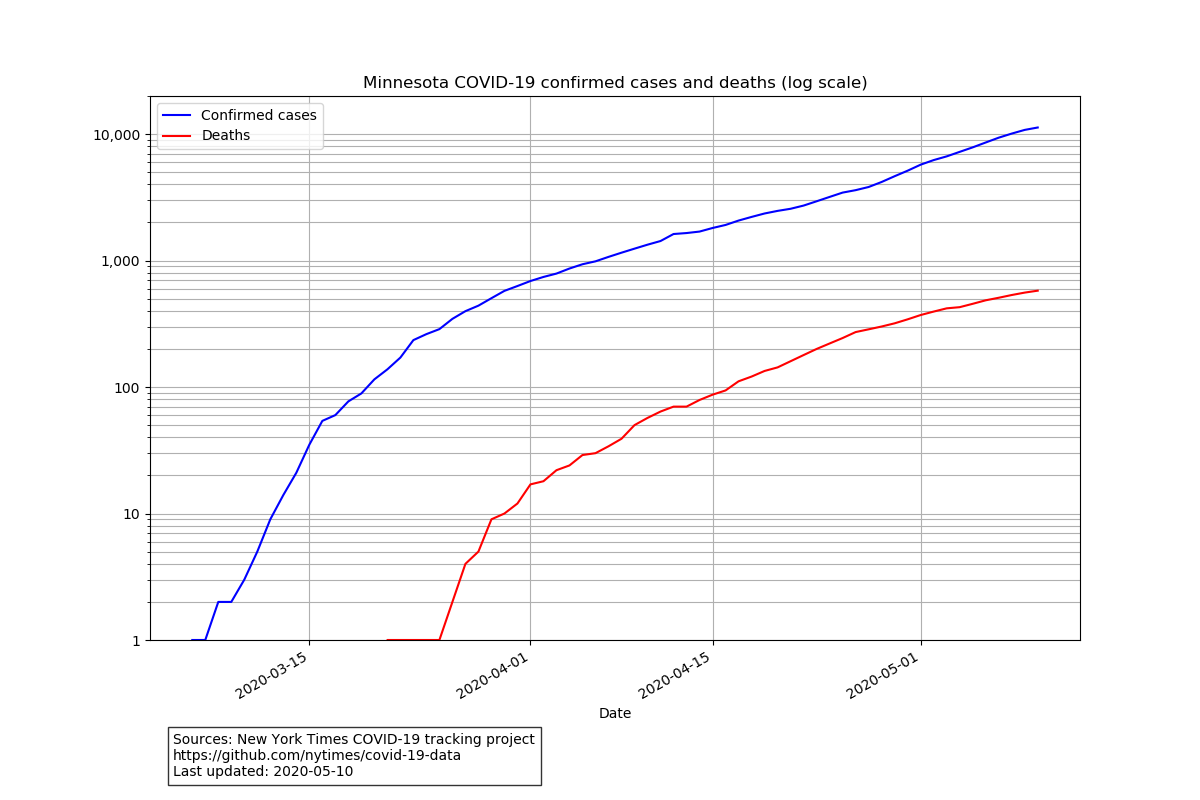 Minnesota COVID-19 confirmed cases and deaths (log scale)
Confirmed cases
Deaths
10,000
1,000
100
10
1
2020-03-15
2020-04-01
2020-04-15
2020-05-01
Date
Sources: New York Times COVID-19 tracking project
https://github.com/nytimes/covid-19-data
Last updated: 2020-05-10